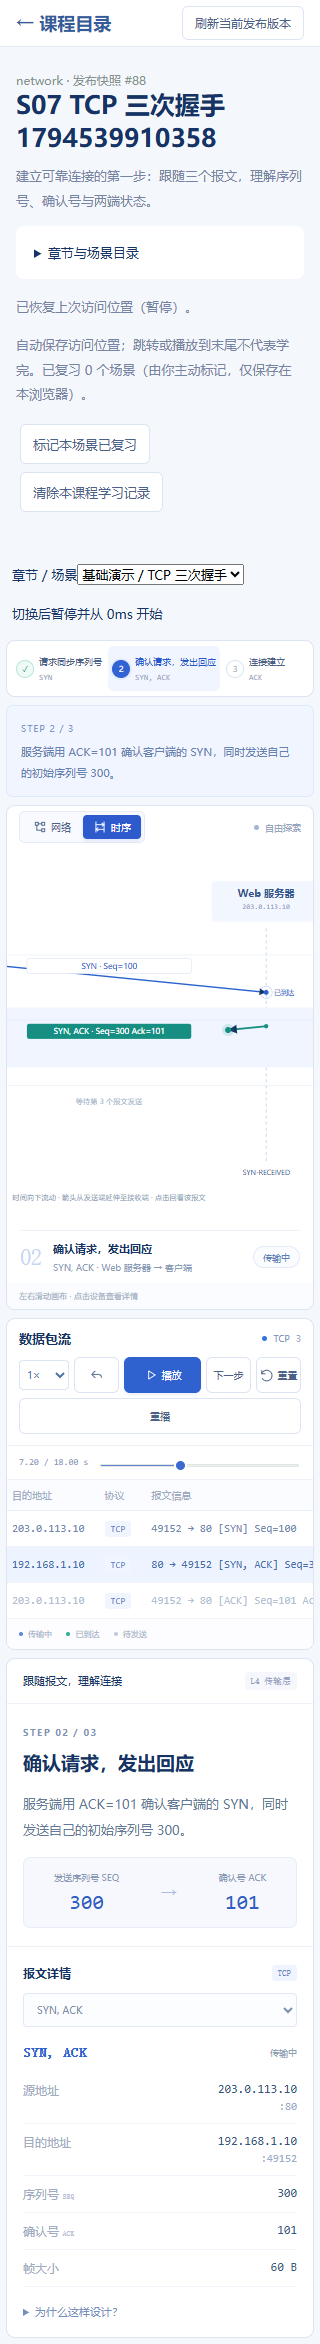 ← 课程目录
刷新当前发布版本
network · 发布快照 #88
S07 TCP 三次握手
1794539910358
建立可靠连接的第一步：跟随三个报文，理解序列
号、确认号与两端状态。
▶ 章节与场景目录
已恢复上次访问位置（暂停）。
自动保存访问位置；跳转或播放到末尾不代表学
完。已复习 0 个场景（由你主动标记，仅保存在
本浏览器）。
标记本场景已复习
清除本课程学习记录
章节 / 场景 基础演示 / TCP 三次握手
切换后暂停并从 0ms 开始
✓ 请求同步序列号
SYN
2 确认请求，发出回应
SYN, ACK
3 连接建立
ACK
STEP 2 / 3
服务端用 ACK=101 确认客户端的 SYN，同时发送自己
的初始序列号 300。
网络
时序
自由探索
Web 服务器
203.0.113.10
SYN · Seq=100
已到达
SYN, ACK · Seq=300 Ack=101
等待第 3 个报文发送
SYN-RECEIVED
时间向下流动 · 箭头从发送端延伸至接收端 · 点击回看该报文
02 确认请求，发出回应
SYN, ACK · Web 服务器 → 客户端
传输中
左右滑动画布 · 点击设备查看详情
数据包流
TCP 3
1×
播放
下一步
重置
重播
7.20 / 18.00 s
目的地址 协议 报文信息
203.0.113.10 TCP 49152 → 80 [SYN] Seq=100
192.168.1.10 TCP 80 → 49152 [SYN, ACK] Seq=3
203.0.113.10 TCP 49152 → 80 [ACK] Seq=101 Ac
传输中 已到达 待发送
跟随报文，理解连接
L4 传输层
STEP 02 / 03
确认请求，发出回应
服务端用 ACK=101 确认客户端的 SYN，同时
发送自己的初始序列号 300。
发送序列号 SEQ 确认号 ACK
300 → 101
报文详情
TCP
SYN, ACK
SYN, ACK
传输中
源地址 203.0.113.10
:80
目的地址 192.168.1.10
:49152
序列号 SEQ 300
确认号 ACK 101
帧大小 60 B
▶ 为什么这样设计？